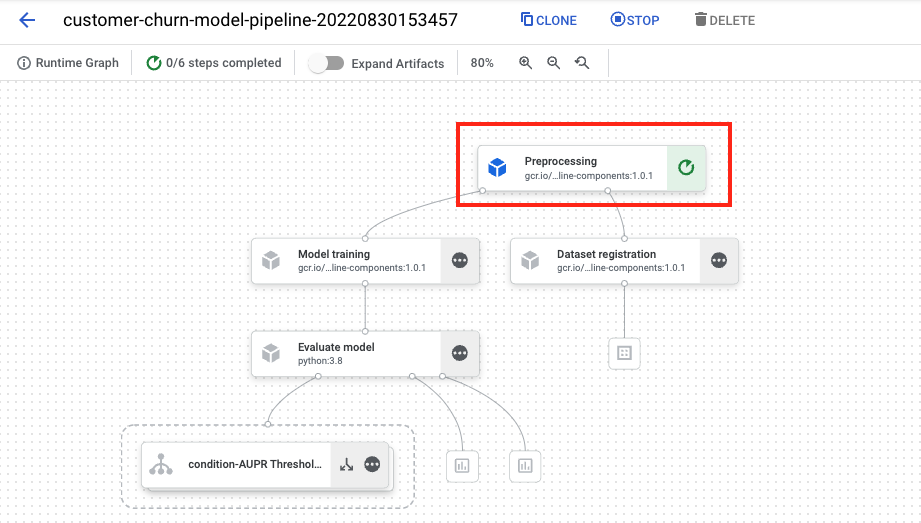 customer-churn-model-pipeline-20220830153457
CLONE
STOP
DELETE
Runtime Graph
0/6 steps completed
Expand Artifacts
80%
Preprocessing
gcr.io/...line-components:1.0.1
Model training
gcr.io/...line-components:1.0.1
Dataset registration
gcr.io/...line-components:1.0.1
Evaluate model
python:3.8
condition-AUPR Threshol...